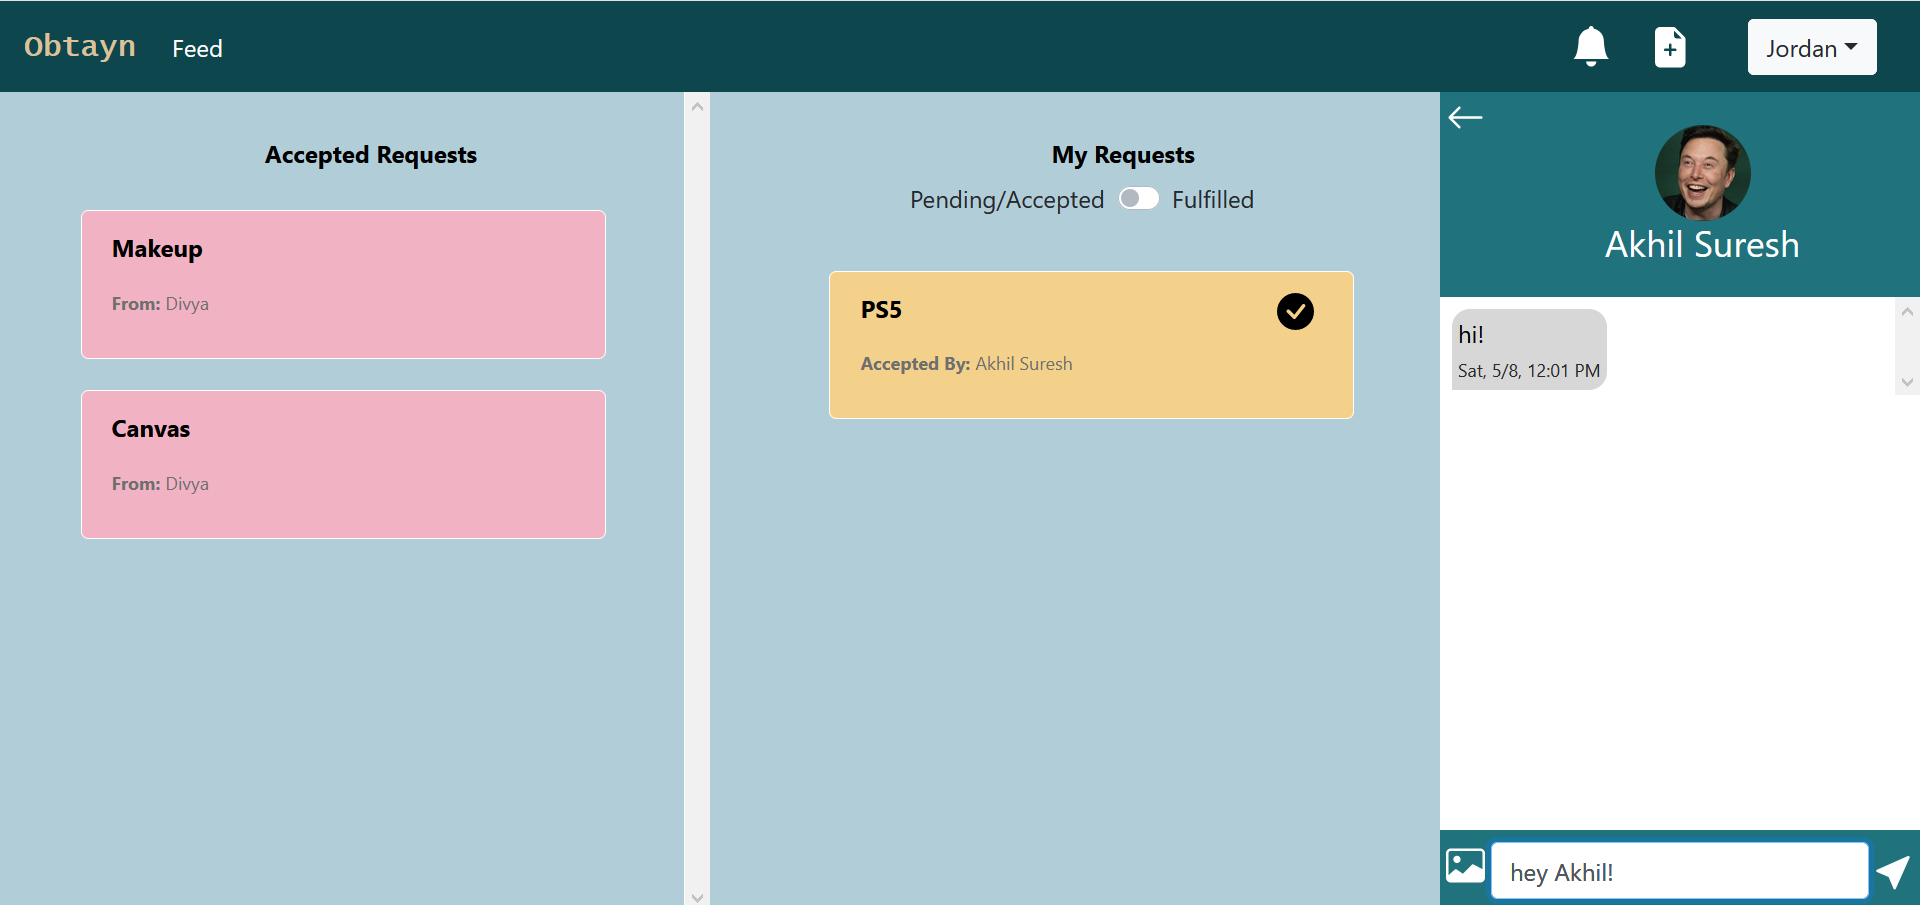 Obtayn
Feed
Jordan
Accepted Requests
Makeup
From: Divya
Canvas
From: Divya
My Requests
Pending/Accepted Fulfilled
PS5
Accepted By: Akhil Suresh
Akhil Suresh
hi!
Sat, 5/8, 12:01 PM
hey Akhil!